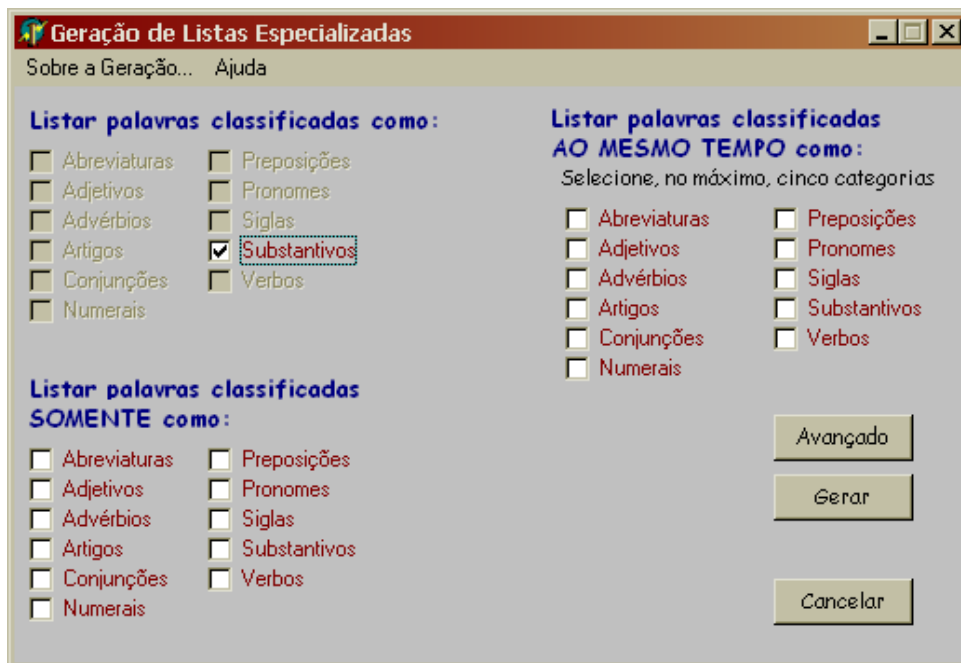 Geração de Listas Especializadas
Sobre a Geração... Ajuda
Listar palavras classificadas como:
Abreviaturas Preposições
Adjetivos Pronomes
Advérbios Siglas
Artigos Substantivos
Conjunções Verbos
Numerais
Listar palavras classificadas
SOMENTE como:
Abreviaturas Preposições
Adjetivos Pronomes
Advérbios Siglas
Artigos Substantivos
Conjunções Verbos
Numerais
Listar palavras classificadas
AO MESMO TEMPO como:
Selecione, no máximo, cinco categorias
Abreviaturas Preposições
Adjetivos Pronomes
Advérbios Siglas
Artigos Substantivos
Conjunções Verbos
Numerais
Avançado
Gerar
Cancelar